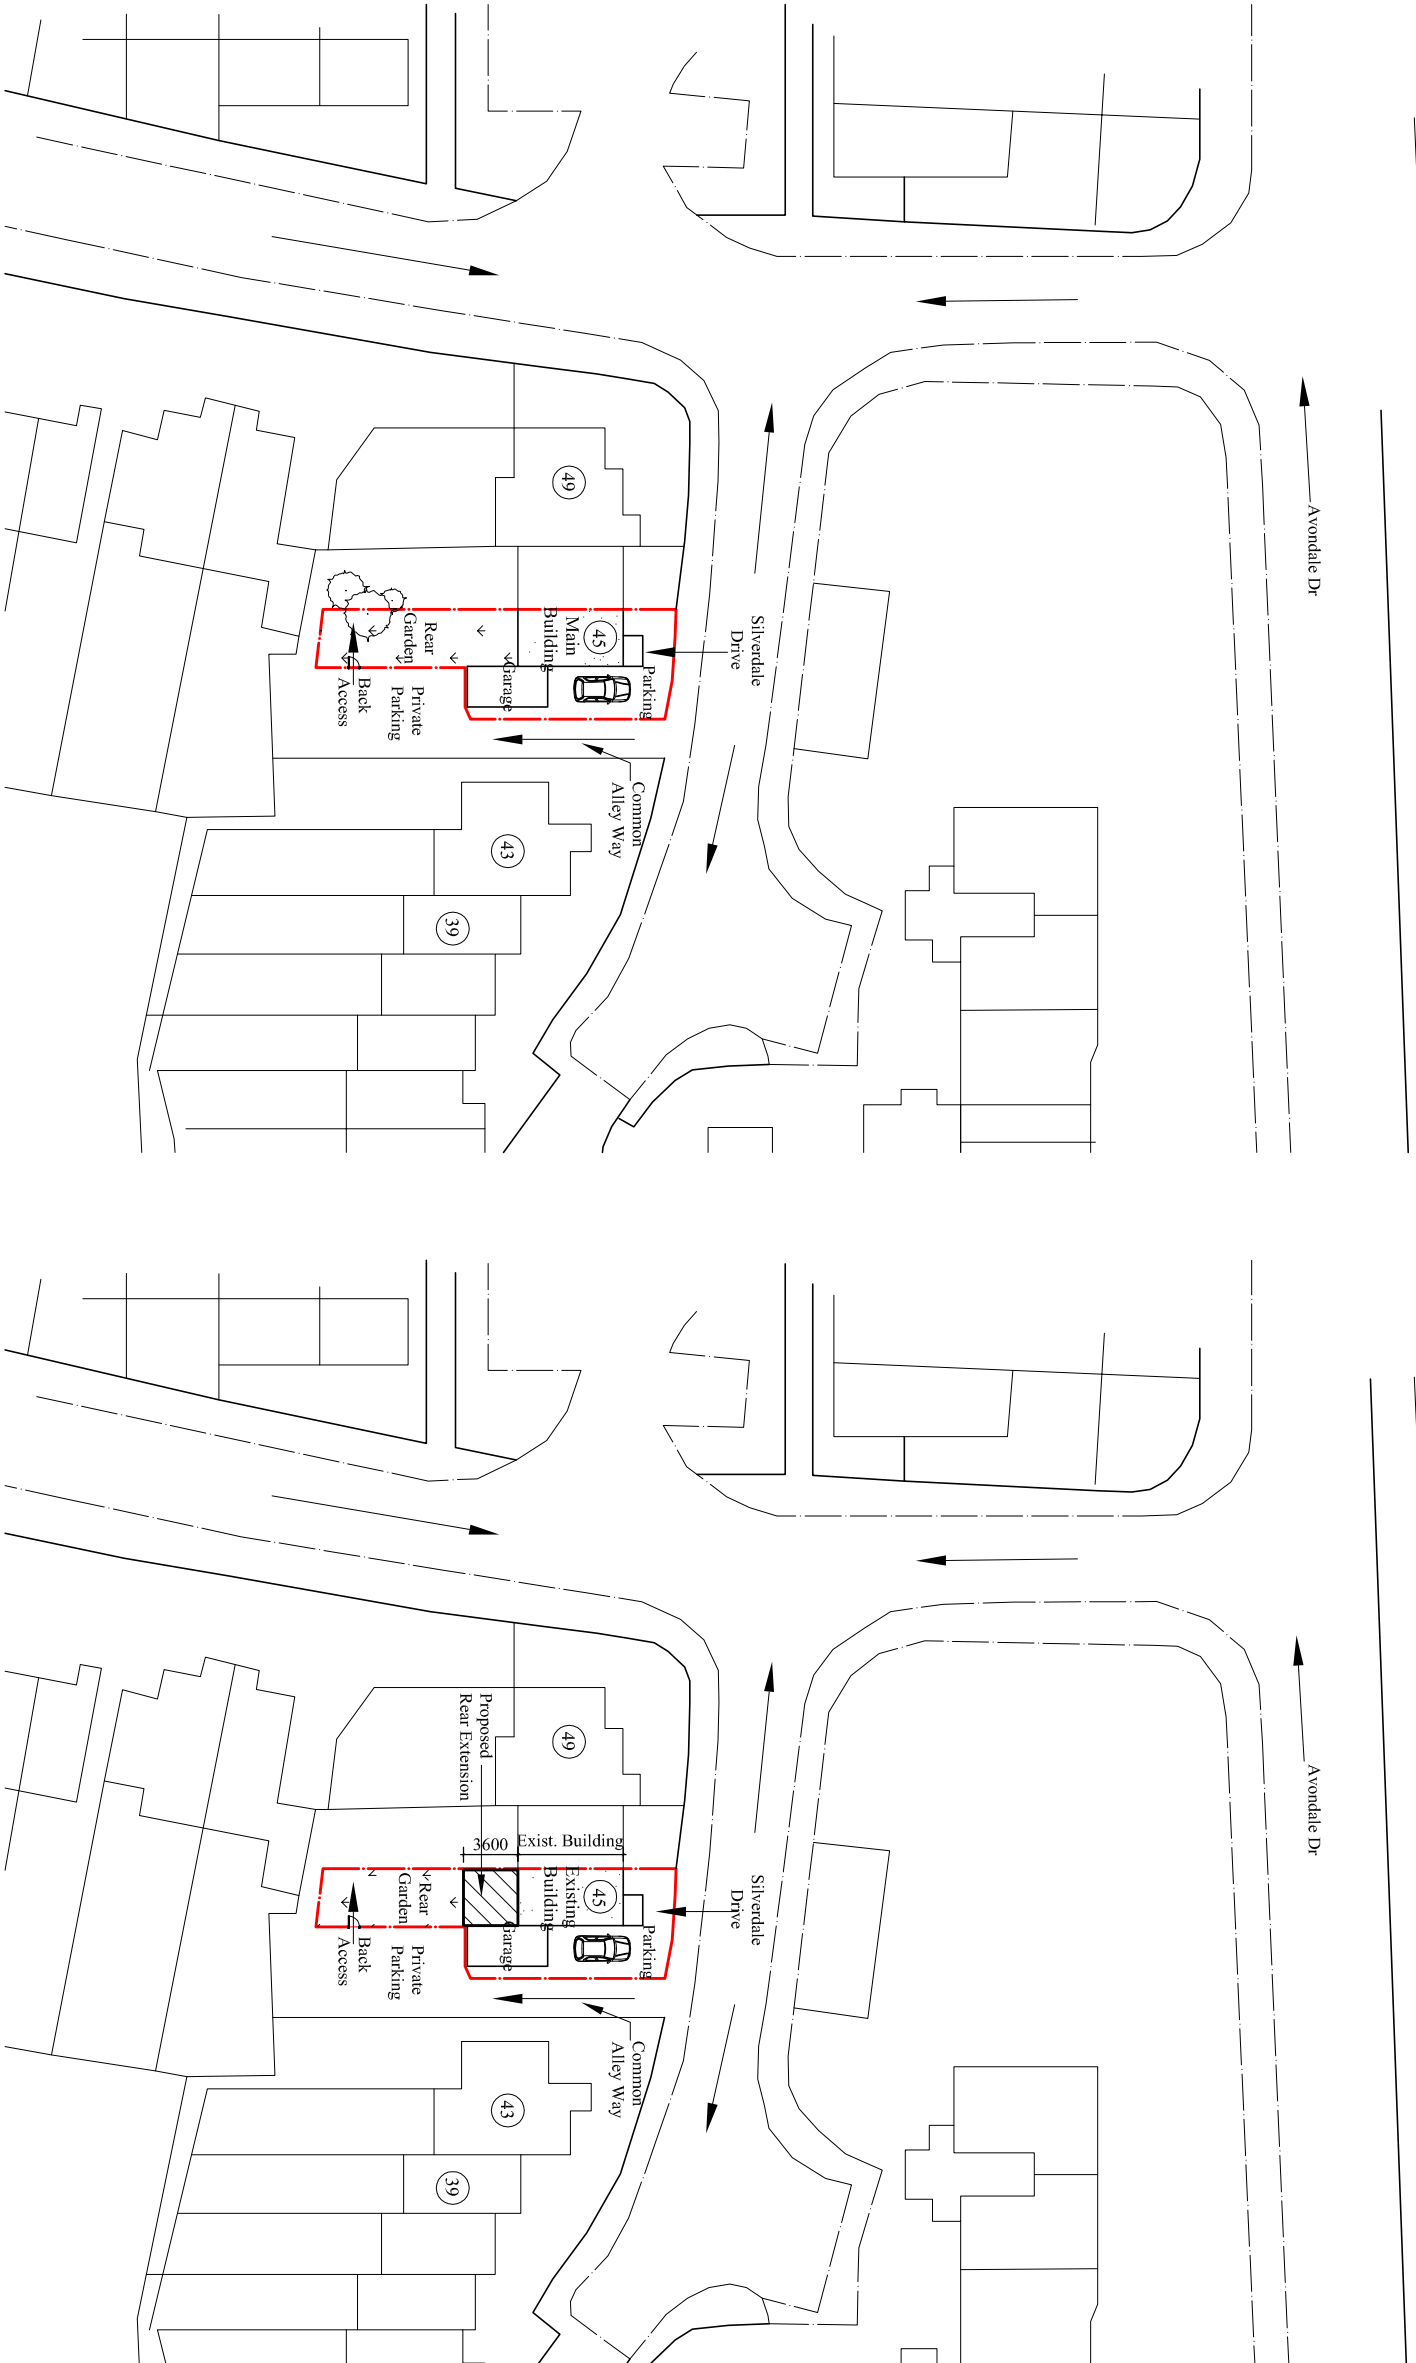 Avondale Dr
Silverdale
Drive
49
45
Main
Building
Rear
Garden
Parking
Garage
Private
Parking
Back
Access
Common
Alley Way
43
39
Avondale Dr
Silverdale
Drive
Proposed
Rear Extension
49
3600
Exist. Building
45
Existing
Building
Rear
Garden
Parking
Garage
Private
Parking
Back
Access
Common
Alley Way
43
39